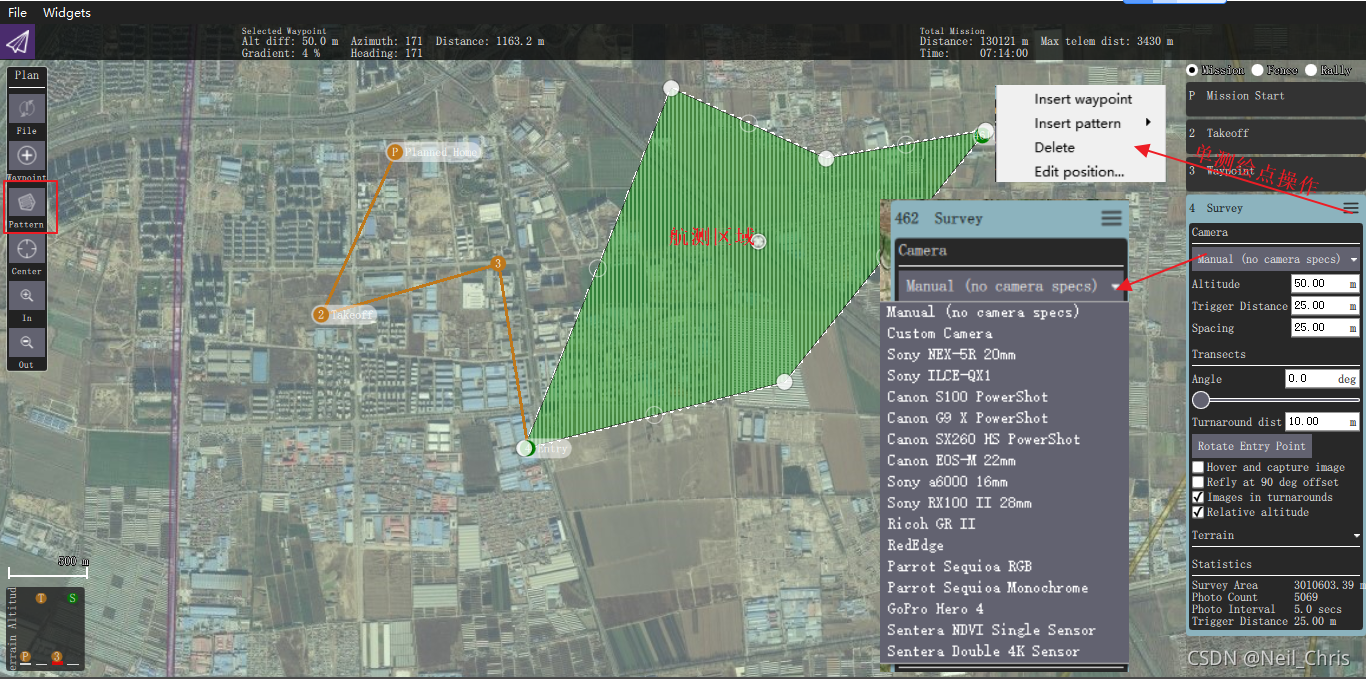 File Widgets
Selected Waypoint
Alt diff: 50.0 m Azimuth: 171 Distance: 1163.2 m
Gradient: 4 % Heading: 171
Total Mission
Distance: 130121 m Max telem dist: 3430 m
Time: 07:14:00
Plan
File
Waypoint
Pattern
Center
In
Out
500 m
Terrain Altitud
T S
P 3
P Planned Home
2 Takeoff
3
Entry
航测区域
Insert waypoint
Insert pattern
Delete
Edit position...
单测绘点操作
462 Survey
Camera
Manual (no camera specs)
Manual (no camera specs)
Custom Camera
Sony NEX-5R 20mm
Sony ILCE-QX1
Canon S100 PowerShot
Canon G9 X PowerShot
Canon SX260 HS PowerShot
Canon EOS-M 22mm
Sony a6000 16mm
Sony RX100 II 28mm
Ricoh GR II
RedEdge
Parrot Sequioa RGB
Parrot Sequioa Monochrome
GoPro Hero 4
Sentera NDVI Single Sensor
Sentera Double 4K Sensor
Mission Fence Rally
P Mission Start
2 Takeoff
3 Waypoint
4 Survey
Camera
Manual (no camera specs)
Altitude 50.00 m
Trigger Distance 25.00 m
Spacing 25.00 m
Transects
Angle 0.0 deg
Turnaround dist 10.00 m
Rotate Entry Point
Hover and capture image
Refly at 90 deg offset
Images in turnarounds
Relative altitude
Terrain
Statistics
Survey Area 3010603.39 m
Photo Count 5069
Photo Interval 5.0 secs
Trigger Distance 25.00 m
CSDN @Neil_Chris